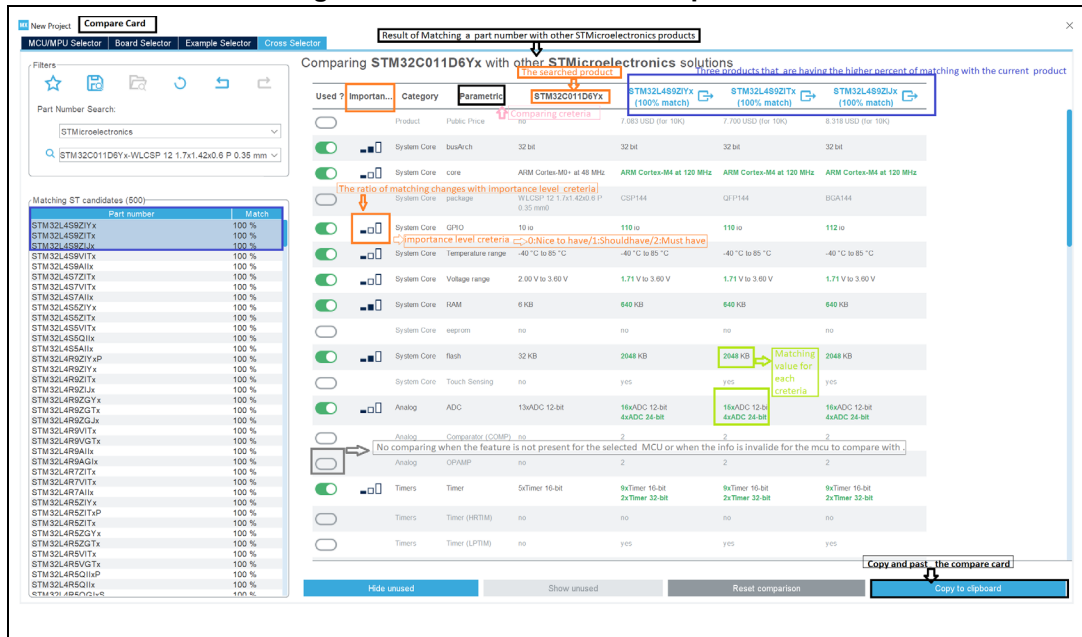 MX New Project
Compare Card
×
MCU/MPU Selector Board Selector Example Selector Cross Selector
Result of Matching a part number with other STMicroelectronics products
Filters
Part Number Search:
STMicroelectronics
STM32C011D6Yx-WLCSP 12 1.7x1.42x0.6 P 0.35 mm
Matching ST candidates (500)
Part number Match
STM32L4S9ZIYx 100 %
STM32L4S9ZITx 100 %
STM32L4S9ZIJx 100 %
STM32L4S9VITx 100 %
STM32L4S9AIIx 100 %
STM32L4S7ZITx 100 %
STM32L4S7VITx 100 %
STM32L4S7AIIx 100 %
STM32L4S5ZIYx 100 %
STM32L4S5ZITx 100 %
STM32L4S5VITx 100 %
STM32L4S5QIIx 100 %
STM32L4S5AIIx 100 %
STM32L4R9ZIYxP 100 %
STM32L4R9ZIYx 100 %
STM32L4R9ZITx 100 %
STM32L4R9ZIJx 100 %
STM32L4R9ZGYx 100 %
STM32L4R9ZGTx 100 %
STM32L4R9ZGJx 100 %
STM32L4R9VITx 100 %
STM32L4R9VGTx 100 %
STM32L4R9AIIx 100 %
STM32L4R9AGIx 100 %
STM32L4R7ZITx 100 %
STM32L4R7VITx 100 %
STM32L4R7AIIx 100 %
STM32L4R5ZIYx 100 %
STM32L4R5ZITxP 100 %
STM32L4R5ZITx 100 %
STM32L4R5ZGYx 100 %
STM32L4R5ZGTx 100 %
STM32L4R5VITx 100 %
STM32L4R5VGTx 100 %
STM32L4R5QIIxP 100 %
STM32L4R5QIIx 100 %
STM32L4R5QGIxS 100 %
Comparing STM32C011D6Yx with other STMicroelectronics solutions
The searched product
Three products that are having the higher percent of matching with the current product
Used ? Importan... Category Parametric STM32C011D6Yx STM32L4S9ZIYx (100% match) STM32L4S9ZITx (100% match) STM32L4S9ZIJx (100% match)
Comparing creteria
Product Public Price no 7.083 USD (for 10K) 7.700 USD (for 10K) 8.318 USD (for 10K)
System Core busArch 32 bit 32 bit 32 bit 32 bit
System Core core ARM Cortex-M0+ at 48 MHz ARM Cortex-M4 at 120 MHz ARM Cortex-M4 at 120 MHz ARM Cortex-M4 at 120 MHz
The ratio of matching changes with importance level creteria
System Core package WLCSP 12 1.7x1.42x0.6 P 0.35 mm0 CSP144 QFP144 BGA144
System Core GPIO 10 io 110 io 110 io 112 io
importance level creteria 0:Nice to have/1:Shouldhave/2:Must have
System Core Temperature range -40 °C to 85 °C -40 °C to 85 °C -40 °C to 85 °C -40 °C to 85 °C
System Core Voltage range 2.00 V to 3.60 V 1.71 V to 3.60 V 1.71 V to 3.60 V 1.71 V to 3.60 V
System Core RAM 6 KB 640 KB 640 KB 640 KB
System Core eeprom no no no no
System Core flash 32 KB 2048 KB 2048 KB 2048 KB
Matching
value for
each
creteria
System Core Touch Sensing no yes yes yes
Analog ADC 13xADC 12-bit 16xADC 12-bit 16xADC 12-bi 16xADC 12-bit
4xADC 24-bit 4xADC 24-bit 4xADC 24-bit
Analog Comparator (COMP) no 2 2 2
No comparing when the feature is not present for the selected MCU or when the info is invalide for the mcu to compare with .
Analog OPAMP no 2 2 2
Timers Timer 5xTimer 16-bit 9xTimer 16-bit 9xTimer 16-bit 9xTimer 16-bit
2xTimer 32-bit 2xTimer 32-bit 2xTimer 32-bit
Timers Timer (HRTIM) no no no no
Timers Timer (LPTIM) no yes yes yes
Copy and past the compare card
Hide unused Show unused Reset comparison Copy to clipboard